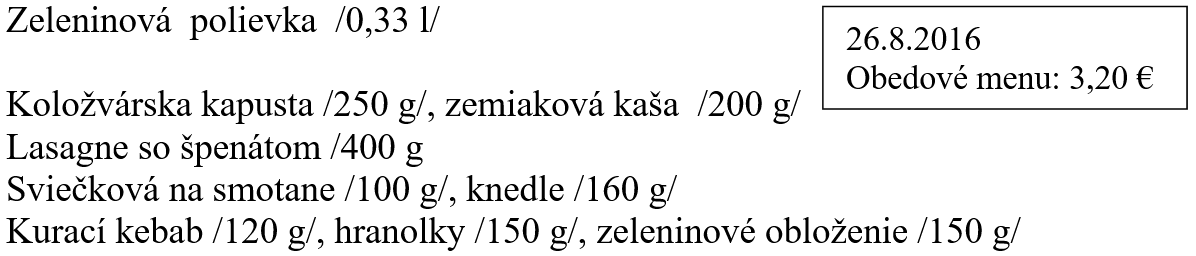 Zeleninová polievka /0,33 l/
26.8.2016
Obedové menu: 3,20 €
Koložvárska kapusta /250 g/, zemiaková kaša /200 g/
Lasagne so špenátom /400 g
Sviečková na smotane /100 g/, knedle /160 g/
Kurací kebab /120 g/, hranolky /150 g/, zeleninové obloženie /150 g/